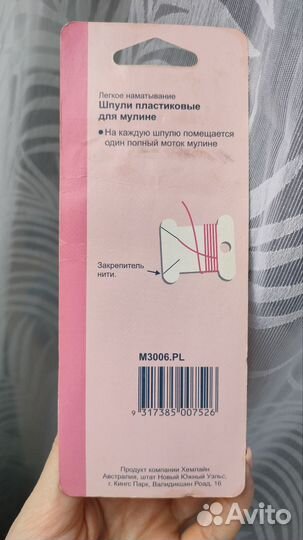 Легкое наматывание
Шпули пластиковые
для мулине
• На каждую шпулю помещается
один полный моток мулине
Закрепитель
нити.
M3006.PL
9 317385 007526
Продукт компании Хемлайн
Австралия, штат Новый Южный Уэльс,
г. Кингс Парк, Валидикшин Роад, 16
Avito